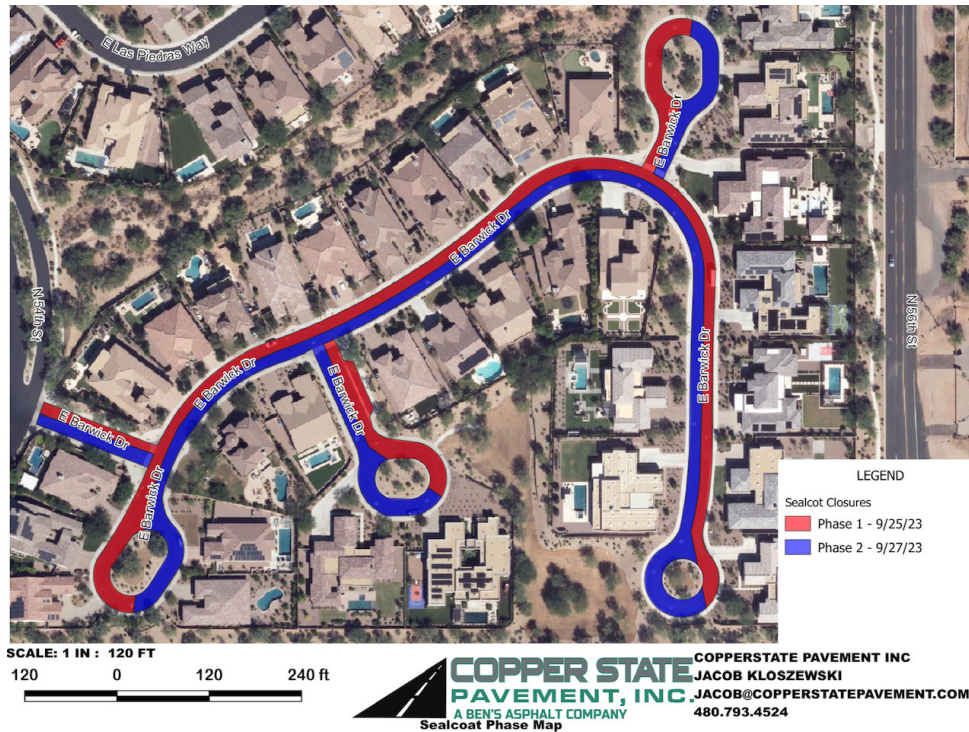 E Las Piedras Way
E Barwick Dr
E Barwick Dr
N 54th St
N 56th St
E Barwick Dr
E Barwick Dr
E Barwick Dr
E Barwick Dr
E Barwick Dr
LEGEND
Sealcot Closures
Phase 1 - 9/25/23
Phase 2 - 9/27/23
SCALE: 1 IN : 120 FT
120 0 120 240 ft
COPPER STATE
PAVEMENT, INC.
A BEN'S ASPHALT COMPANY
Sealcoat Phase Map
COPPERSTATE PAVEMENT INC
JACOB KLOSZEWSKI
JACOB@COPPERSTATEPAVEMENT.COM
480.793.4524